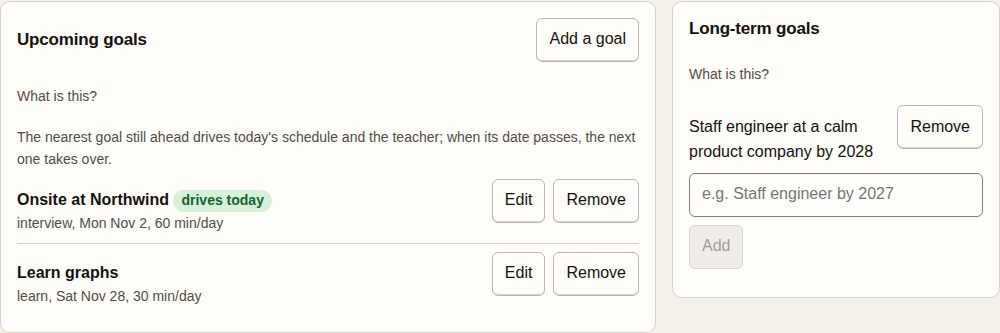 Upcoming goals
Add a goal
What is this?
The nearest goal still ahead drives today's schedule and the teacher; when its date passes, the next
one takes over.
Onsite at Northwind drives today
interview, Mon Nov 2, 60 min/day
Edit
Remove
Learn graphs
learn, Sat Nov 28, 30 min/day
Edit
Remove
Long-term goals
What is this?
Staff engineer at a calm
product company by 2028
Remove
e.g. Staff engineer by 2027
Add